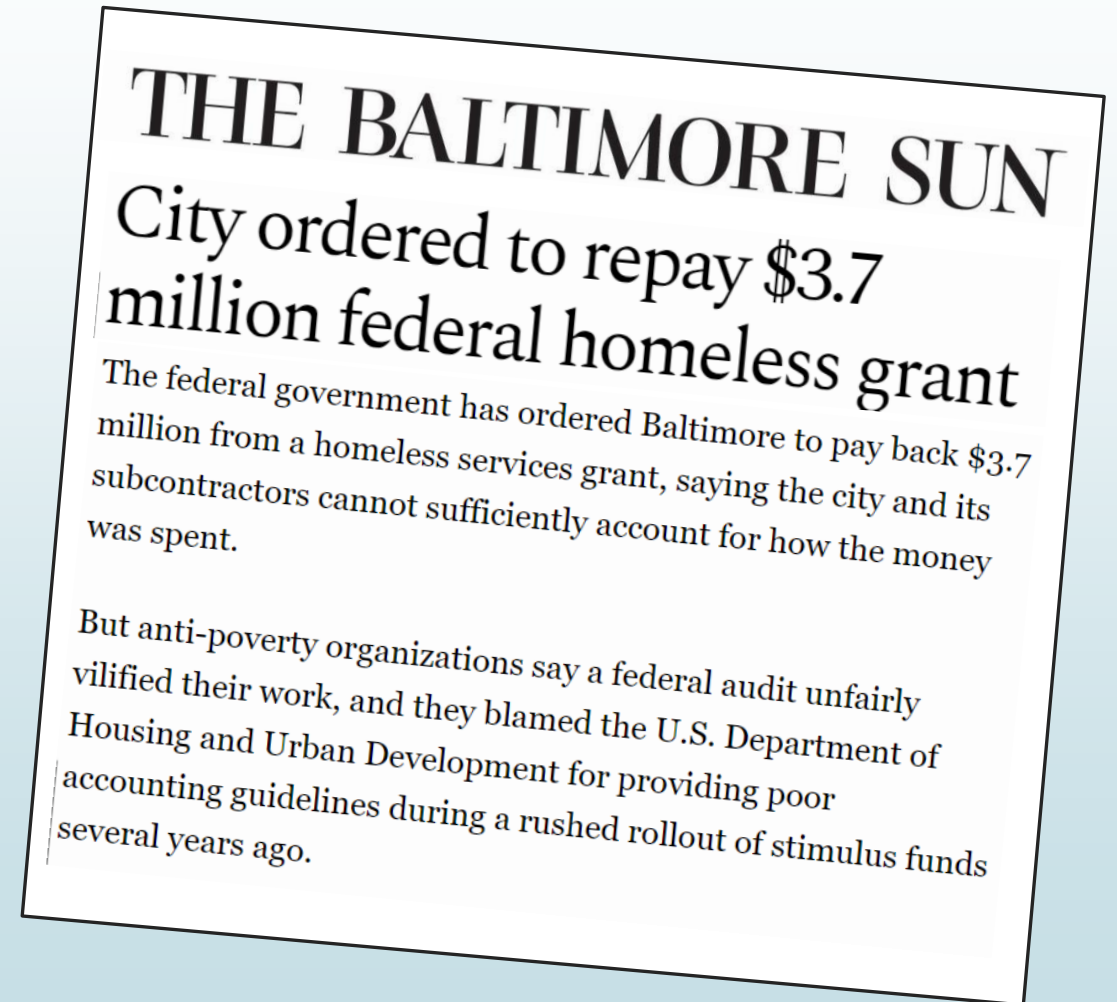 THE BALTIMORE SUN
City ordered to repay $3.7
million federal homeless grant
The federal government has ordered Baltimore to pay back $3.7
million from a homeless services grant, saying the city and its
subcontractors cannot sufficiently account for how the money
was spent.
But anti-poverty organizations say a federal audit unfairly
vilified their work, and they blamed the U.S. Department of
Housing and Urban Development for providing poor
accounting guidelines during a rushed rollout of stimulus funds
several years ago.